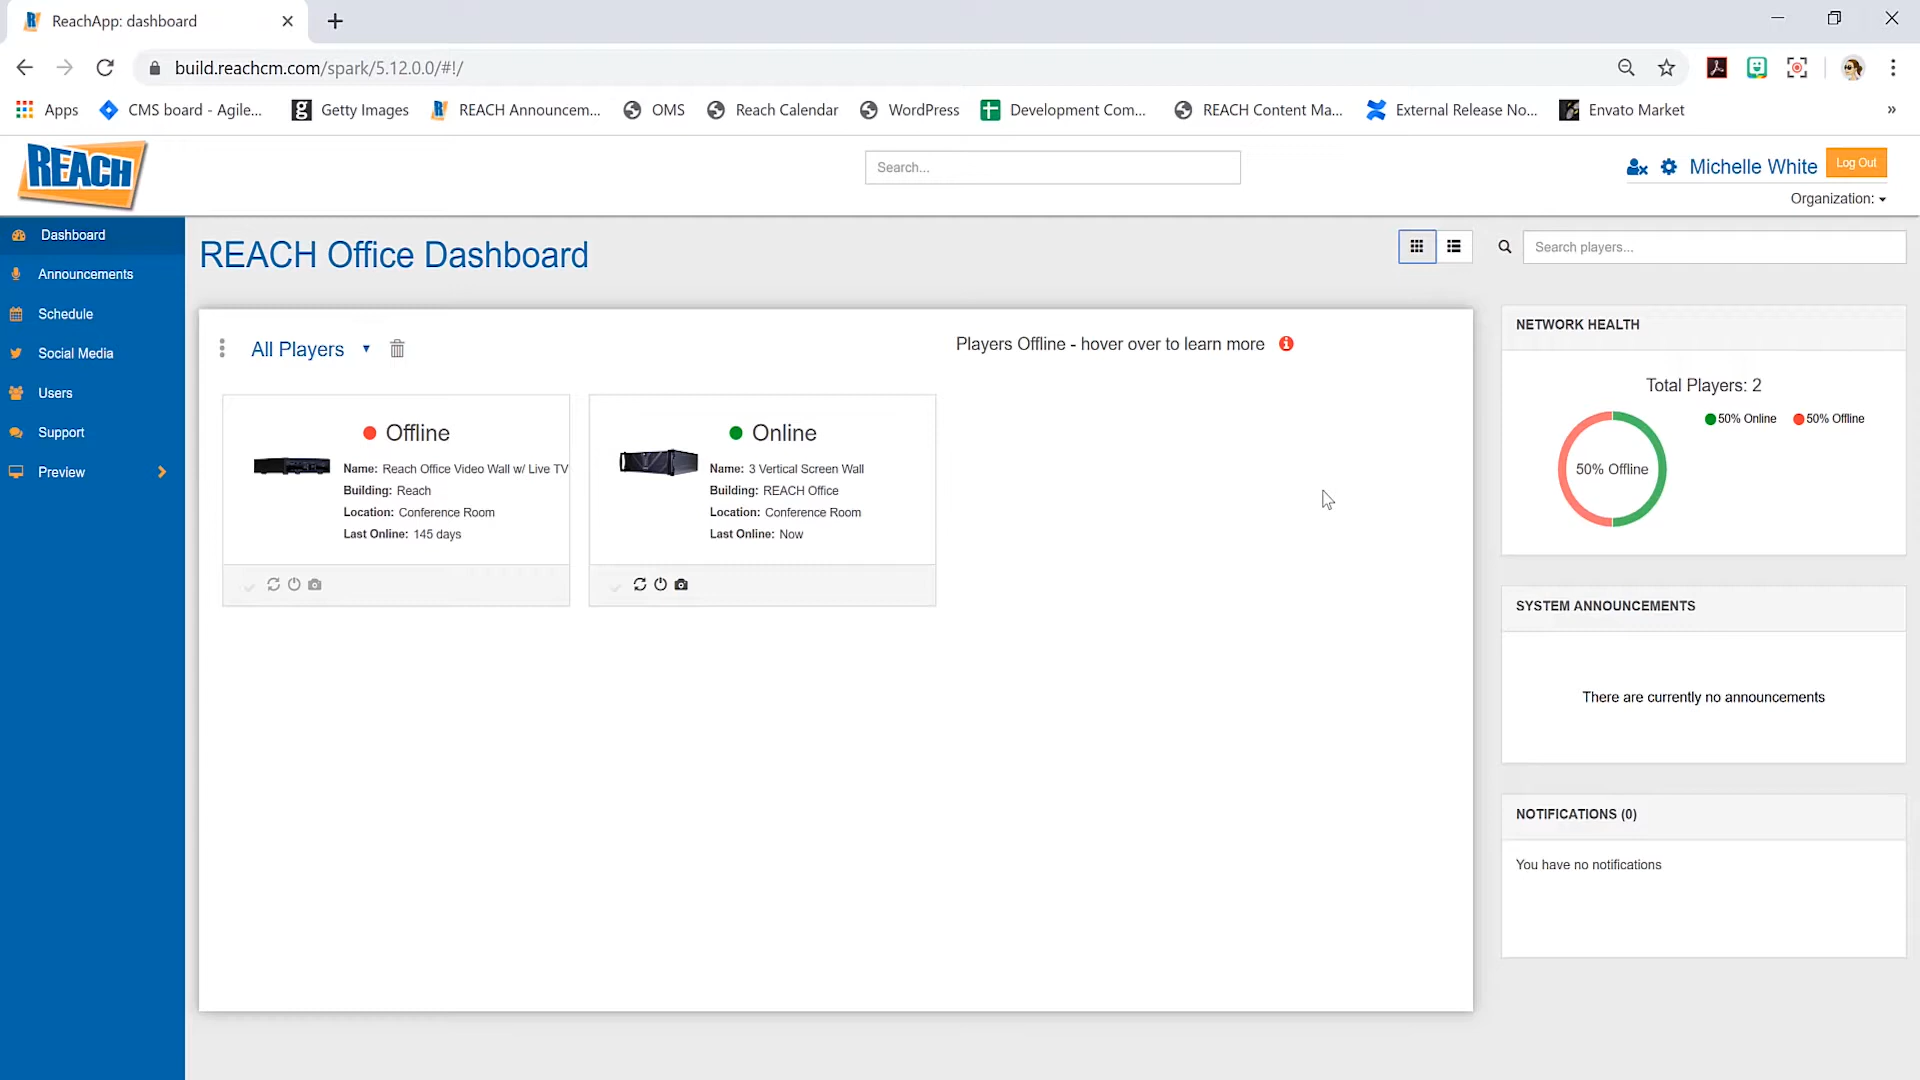 ReachApp: dashboard
build.reachcm.com/spark/5.12.0.0/#!/
Apps
CMS board - Agile...
Getty Images
REACH Announcem...
OMS
Reach Calendar
WordPress
Development Com...
REACH Content Ma...
External Release No...
Envato Market
»
REACH
Search...
Michelle White
Log Out
Organization:
Dashboard
Announcements
Schedule
Social Media
Users
Support
Preview
REACH Office Dashboard
Search players...
All Players
Players Offline - hover over to learn more
Offline
Name: Reach Office Video Wall w/ Live TV
Building: Reach
Location: Conference Room
Last Online: 145 days
Online
Name: 3 Vertical Screen Wall
Building: REACH Office
Location: Conference Room
Last Online: Now
NETWORK HEALTH
Total Players: 2
50% Online
50% Offline
50% Offline
SYSTEM ANNOUNCEMENTS
There are currently no announcements
NOTIFICATIONS (0)
You have no notifications